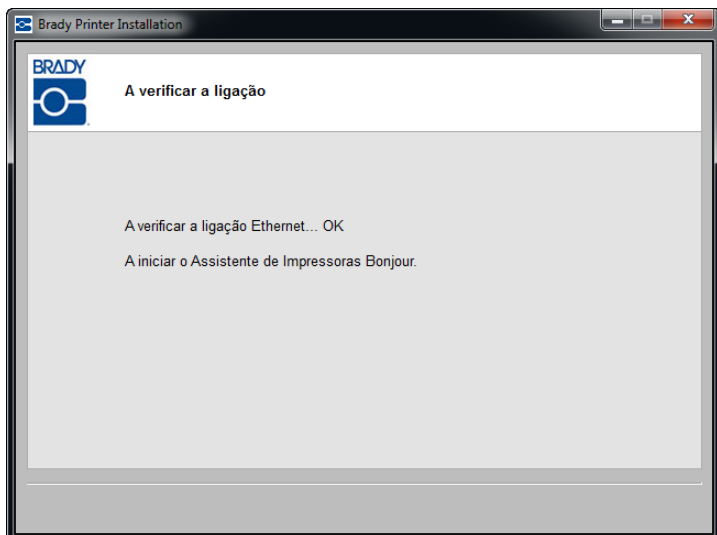 Brady Printer Installation
BRADY
A verificar a ligação
A verificar a ligação Ethernet... OK
A iniciar o Assistente de Impressoras Bonjour.